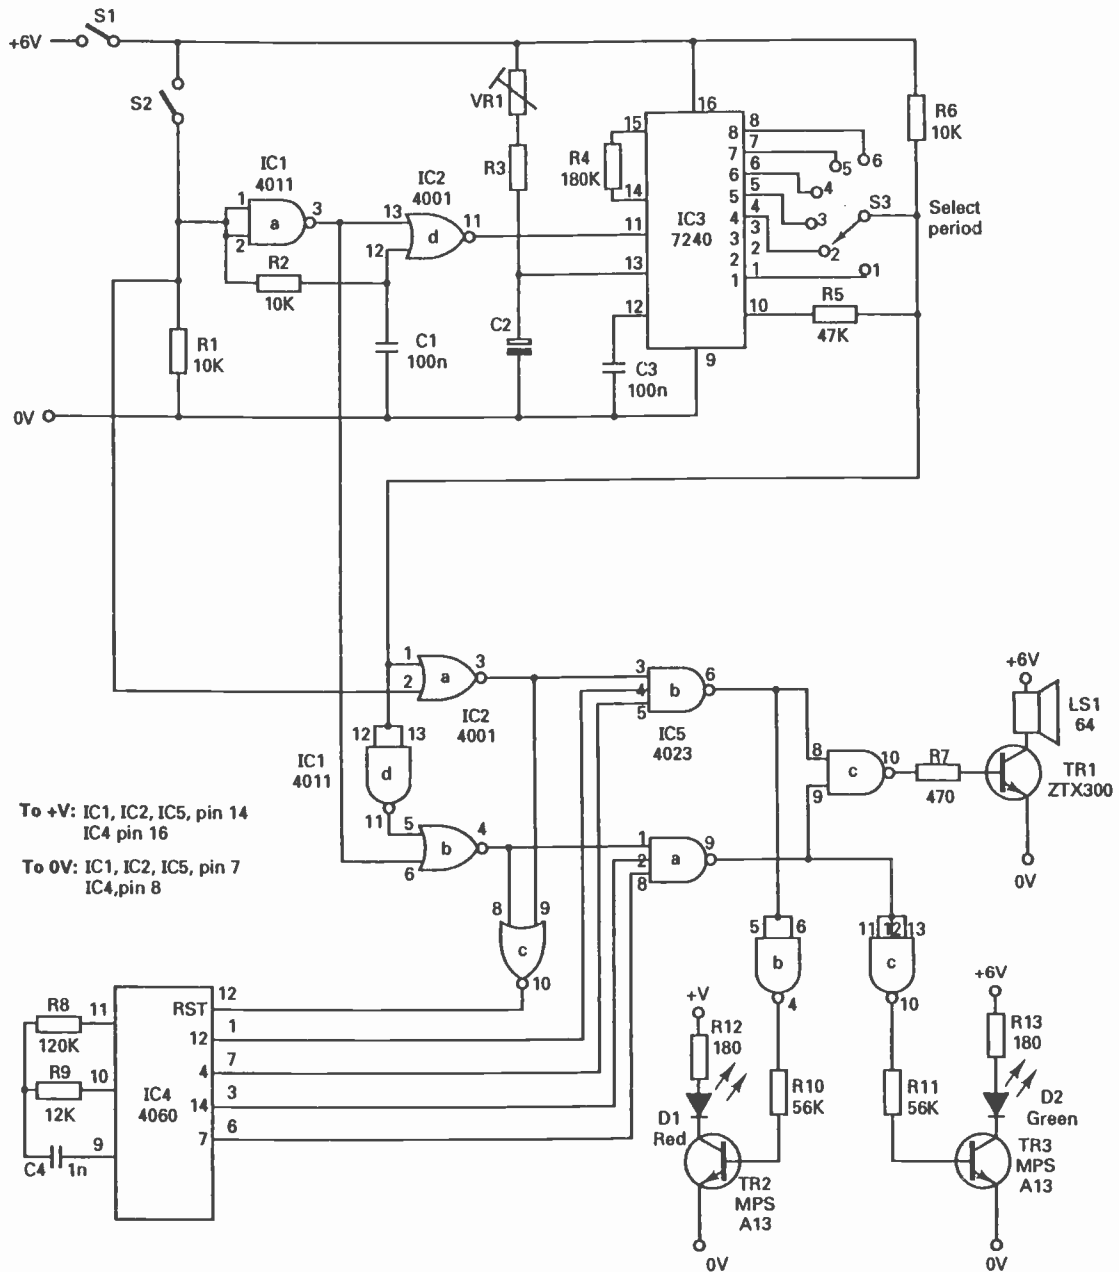 S1
+6V
S2
VR1
R3
IC1
4011
1
2
a
3
IC2
4001
13
12
d
11
R2
10K
R1
10K
C1
100n
C2
R4
180K
15
14
11
13
12
C3
100n
16
IC3
7240
9
8
7
6
5
4
3
2
1
8
7
6
5
4
3
2
1
10
6
5
4
3
2
1
S3
Select
period
R6
10K
R5
47K
0V
1
2
a
3
IC2
4001
12
13
IC1
4011
d
11
5
6
b
4
8
9
c
10
3
4
5
b
6
IC5
4023
1
2
8
a
9
8
9
c
10
R7
470
+6V
LS1
64
TR1
ZTX300
0V
To +V: IC1, IC2, IC5, pin 14
IC4 pin 16
To 0V: IC1, IC2, IC5, pin 7
IC4,pin 8
5
6
b
4
11
12
13
c
10
R8
120K
R9
12K
C4
1n
11
10
9
IC4
4060
RST
12
4
14
7
12
1
7
3
6
+V
R12
180
D1
Red
R10
56K
TR2
MPS
A13
0V
R11
56K
+6V
R13
180
D2
Green
TR3
MPS
A13
0V